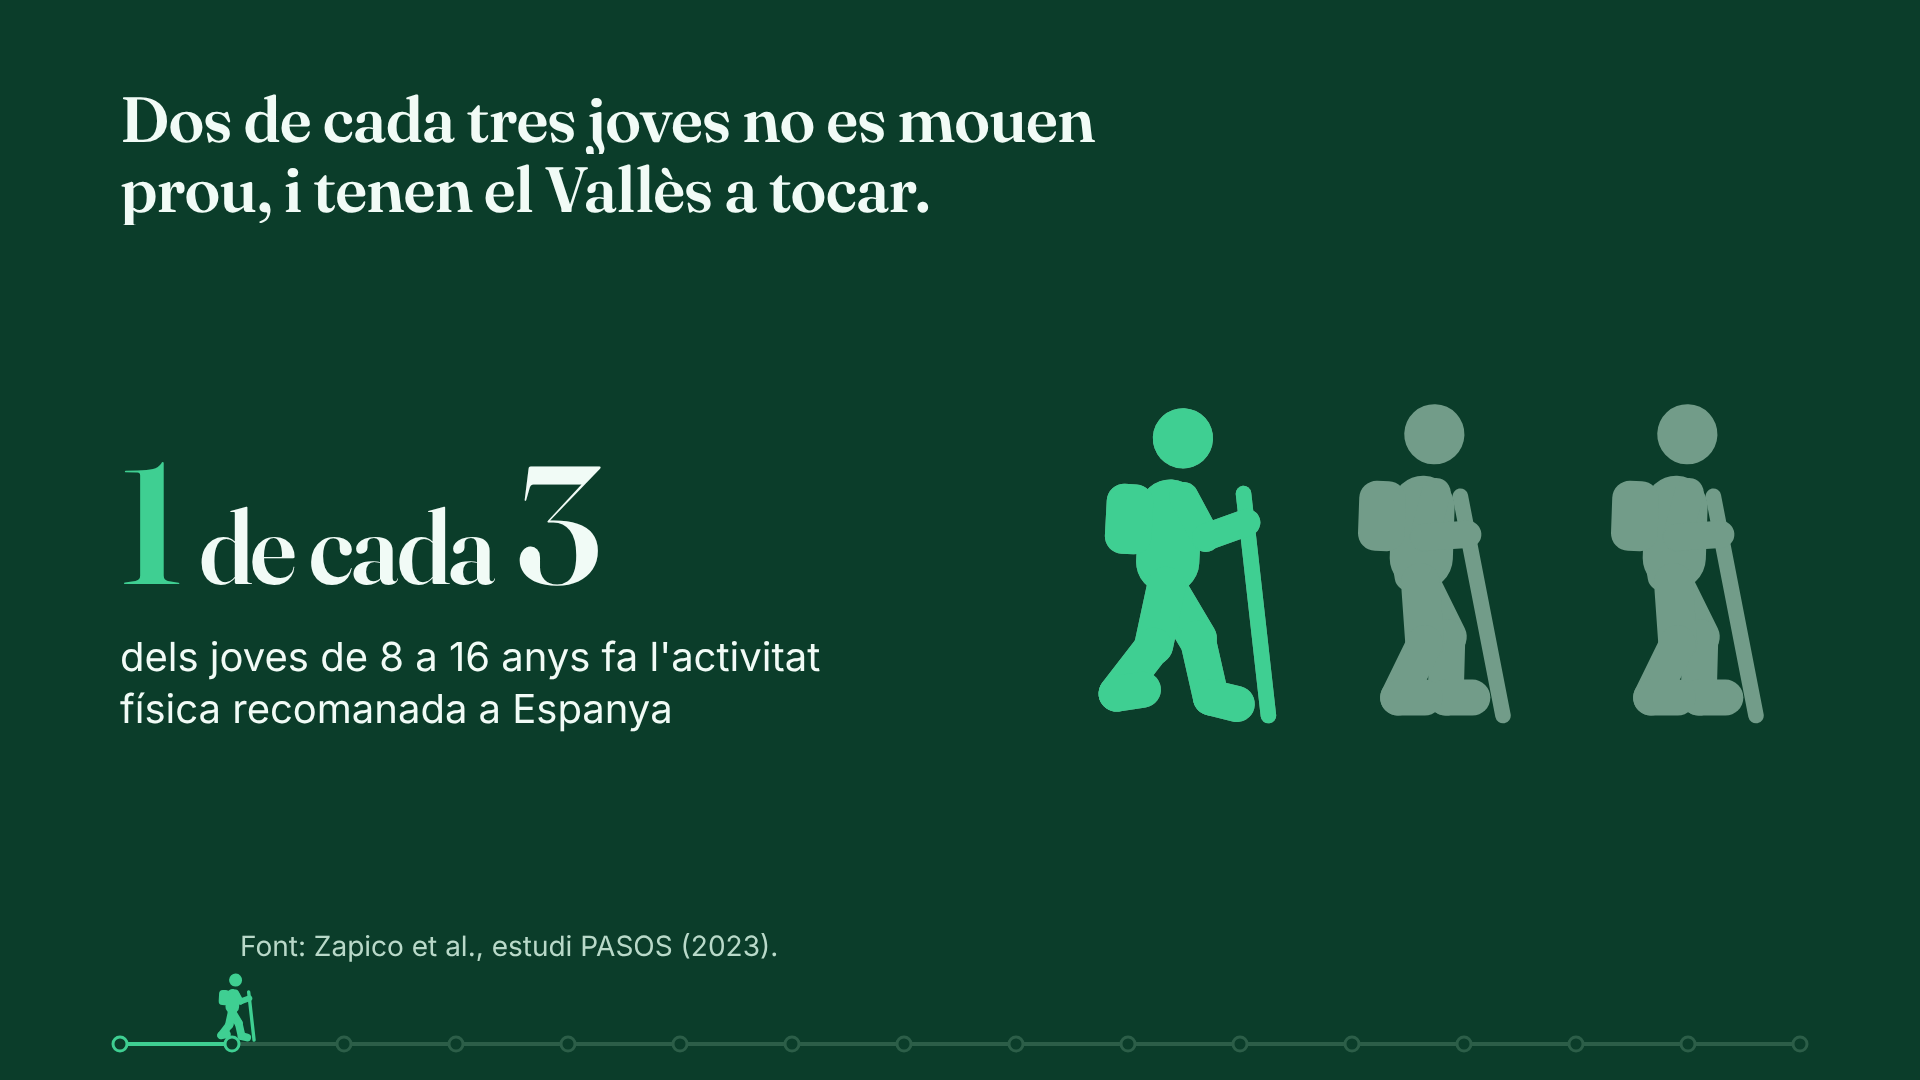 Dos de cada tres joves no es mouen
prou, i tenen el Vallès a tocar.
1 de cada 3
dels joves de 8 a 16 anys fa l'activitat
física recomanada a Espanya
Font: Zapico et al., estudi PASOS (2023).